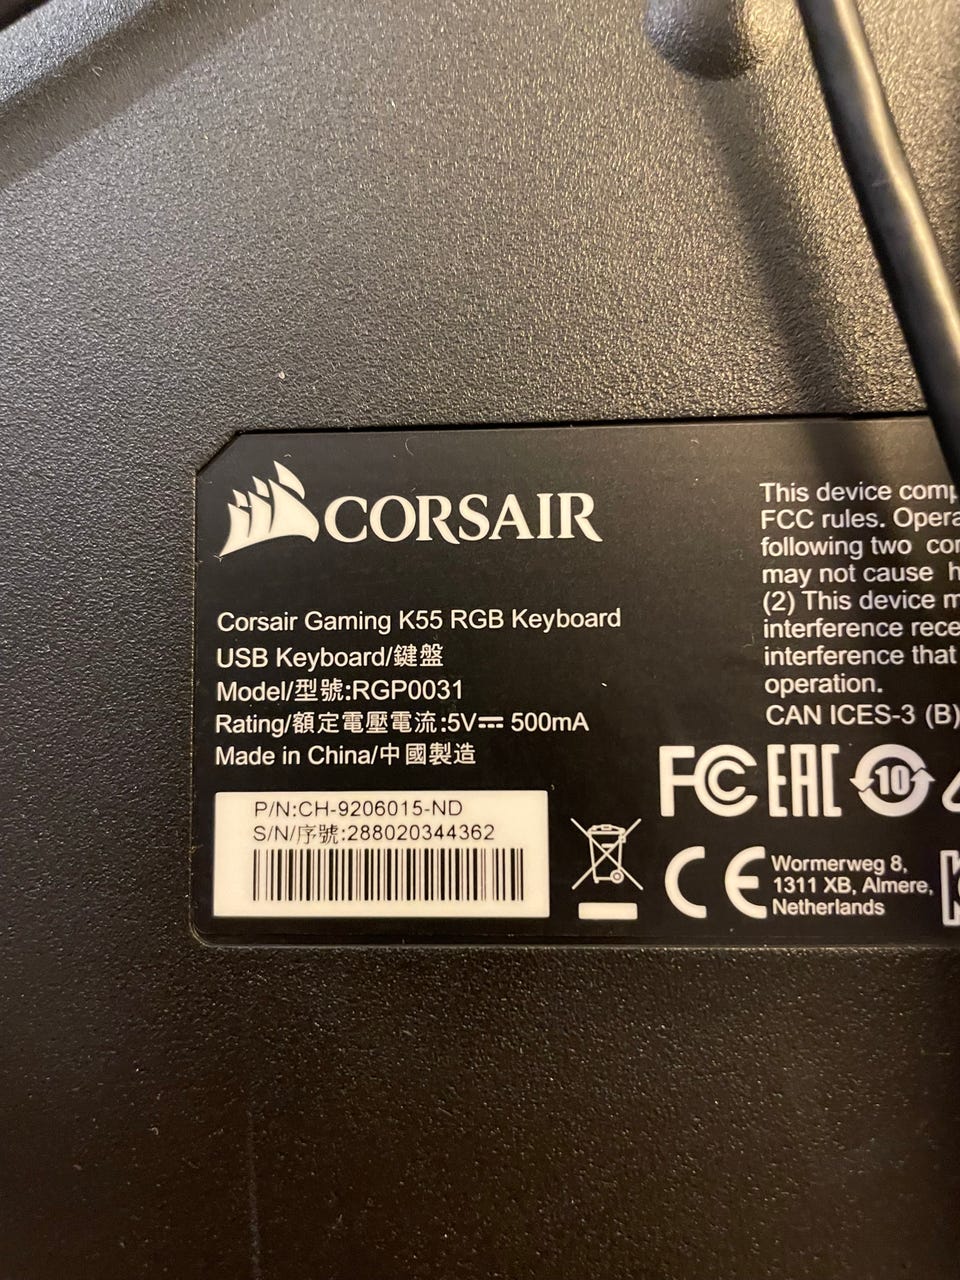 CORSAIR
Corsair Gaming K55 RGB Keyboard
USB Keyboard/鍵盤
Model/型號:RGP0031
Rating/額定電壓電流:5V⎓ 500mA
Made in China/中國製造
P/N:CH-9206015-ND
S/N/序號:288020344362
This device
FCC rules.
following two
may not cause
(2) This device
interference
interference that
operation.
CAN ICES-3 (B)
FC EAC 10
CE
Wormerweg 8,
1311 XB, Almere,
Netherlands